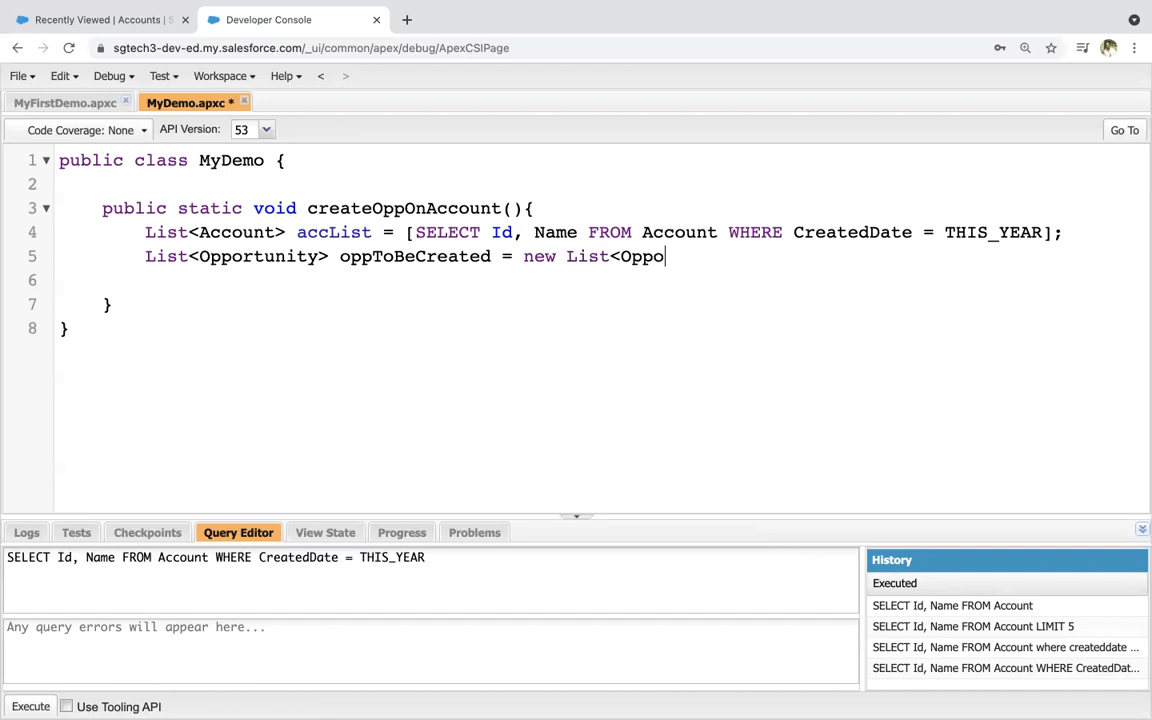 Recently Viewed | Accounts | S
Developer Console
sgtech3-dev-ed.my.salesforce.com/_ui/common/apex/debug/ApexCSIPage
File Edit Debug Test Workspace Help < >
MyFirstDemo.apxc MyDemo.apxc *
Code Coverage: None API Version: 53 Go To
1 public class MyDemo {
2
3 public static void createOppOnAccount(){
4 List<Account> accList = [SELECT Id, Name FROM Account WHERE CreatedDate = THIS_YEAR];
5 List<Opportunity> oppToBeCreated = new List<Oppo
6
7 }
8 }
Logs Tests Checkpoints Query Editor View State Progress Problems
SELECT Id, Name FROM Account WHERE CreatedDate = THIS_YEAR
Any query errors will appear here...
History
Executed
SELECT Id, Name FROM Account
SELECT Id, Name FROM Account LIMIT 5
SELECT Id, Name FROM Account where createddate ...
SELECT Id, Name FROM Account WHERE CreatedDat...
Execute Use Tooling API